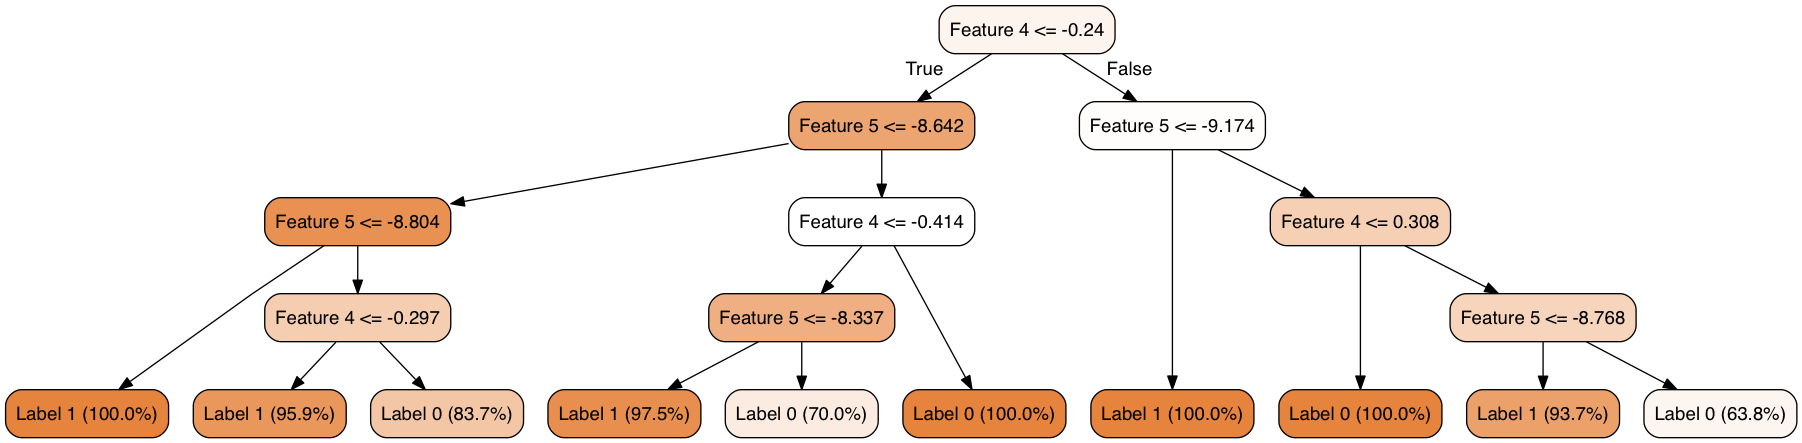 Feature 4 <= -0.24
True
False
Feature 5 <= -8.642
Feature 5 <= -9.174
Feature 5 <= -8.804
Feature 4 <= -0.414
Feature 4 <= 0.308
Feature 4 <= -0.297
Feature 5 <= -8.337
Feature 5 <= -8.768
Label 1 (100.0%)
Label 1 (95.9%)
Label 0 (83.7%)
Label 1 (97.5%)
Label 0 (70.0%)
Label 0 (100.0%)
Label 1 (100.0%)
Label 0 (100.0%)
Label 1 (93.7%)
Label 0 (63.8%)